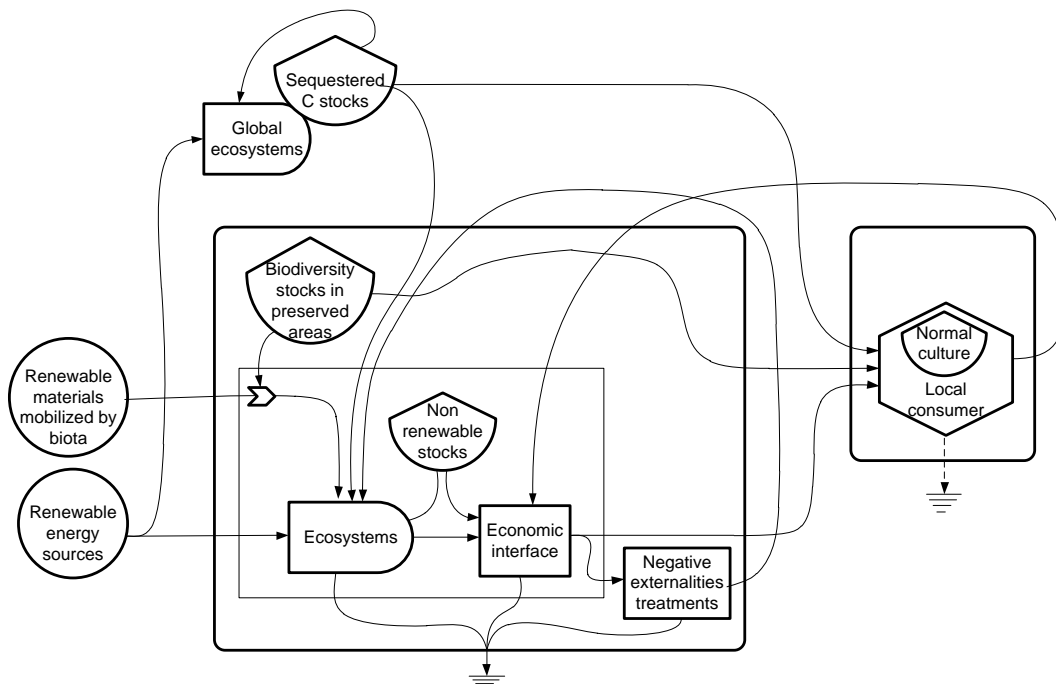 Sequestered
C stocks
Global
ecosystems
Biodiversity
stocks in
preserved
areas
Normal
culture
Local
consumer
Renewable
materials
mobilized by
biota
Non
renewable
stocks
Renewable
energy
sources
Ecosystems
Economic
interface
Negative
externalities
treatments